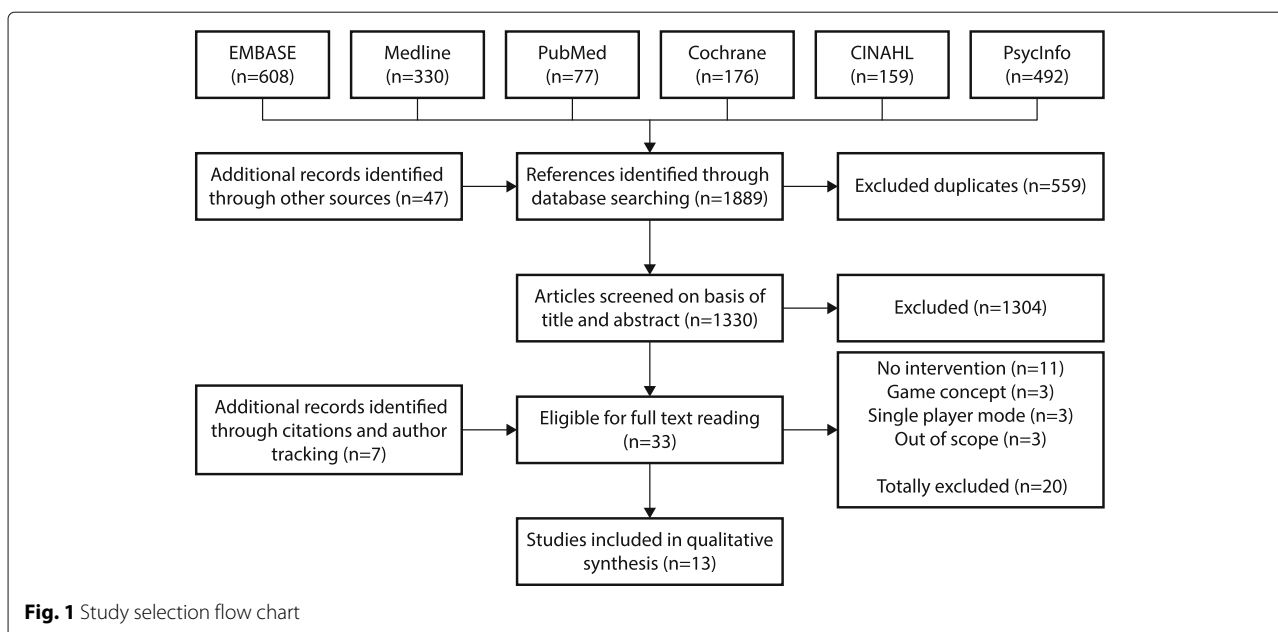 EMBASE
(n=608)
Medline
(n=330)
PubMed
(n=77)
Cochrane
(n=176)
CINAHL
(n=159)
PsycInfo
(n=492)
Additional records identified
through other sources (n=47)
References identified through
database searching (n=1889)
Excluded duplicates (n=559)
Articles screened on basis of
title and abstract (n=1330)
Excluded (n=1304)
Additional records identified
through citations and author
tracking (n=7)
Eligible for full text reading
(n=33)
No intervention (n=11)
Game concept (n=3)
Single player mode (n=3)
Out of scope (n=3)
Totally excluded (n=20)
Studies included in qualitative
synthesis (n=13)
Fig. 1 Study selection flow chart